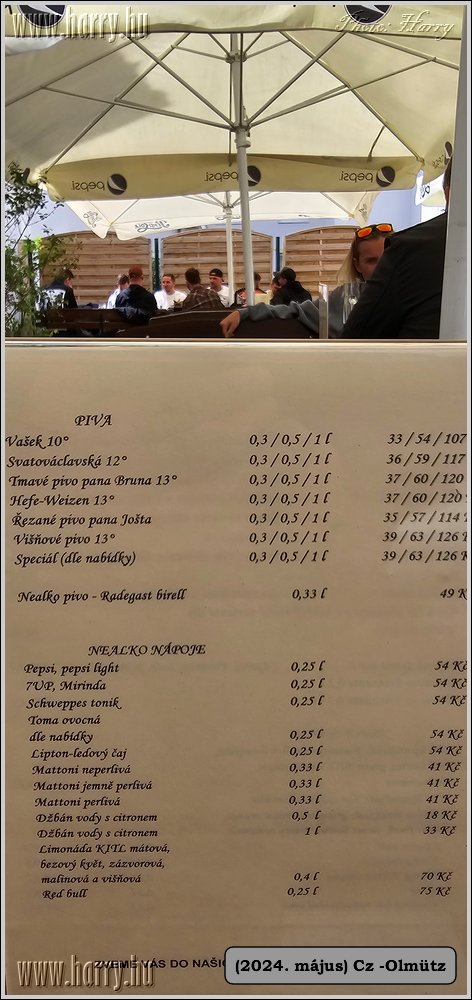 www.harry.hu
Photo: Harry
pepsi
pepsi
pepsi
PIVA
Vašek 10° 0,3 / 0,5 / 1 l 33 / 54 / 107
Svatováclavská 12° 0,3 / 0,5 / 1 l 36 / 59 / 117
Tmavé pivo pana Bruna 13° 0,3 / 0,5 / 1 l 37 / 60 / 120
Hefe-Weizen 13° 0,3 / 0,5 / 1 l 37 / 60 / 120
Řezané pivo pana Jošta 0,3 / 0,5 / 1 l 35 / 57 / 114
Višňové pivo 13° 0,3 / 0,5 / 1 l 39 / 63 / 126
Speciál (dle nabídky) 0,3 / 0,5 / 1 l 39 / 63 / 126 K
Nealko pivo - Radegast birell 0,33 l 49 K
NEALKO NÁPOJE
Pepsi, pepsi light 0,25 l 54 Kč
7UP, Mirinda 0,25 l 54 Kč
Schweppes tonik 0,25 l 54 Kč
Toma ovocná
dle nabídky 0,25 l 54 Kč
Lipton-ledový čaj 0,25 l 54 Kč
Mattoni neperlivá 0,33 l 41 Kč
Mattoni jemně perlivá 0,33 l 41 Kč
Mattoni perlivá 0,33 l 41 Kč
Džbán vody s citronem 0,5 l 18 Kč
Džbán vody s citronem 1 l 33 Kč
Limonáda KITL mátová,
bezový květ, zázvorová,
malinová a višňová 0,4 l 70 Kč
Red bull 0,25 l 75 Kč
ZVEME VÁS DO NAŠIC
(2024. május) Cz -Olmütz
www.harry.hu